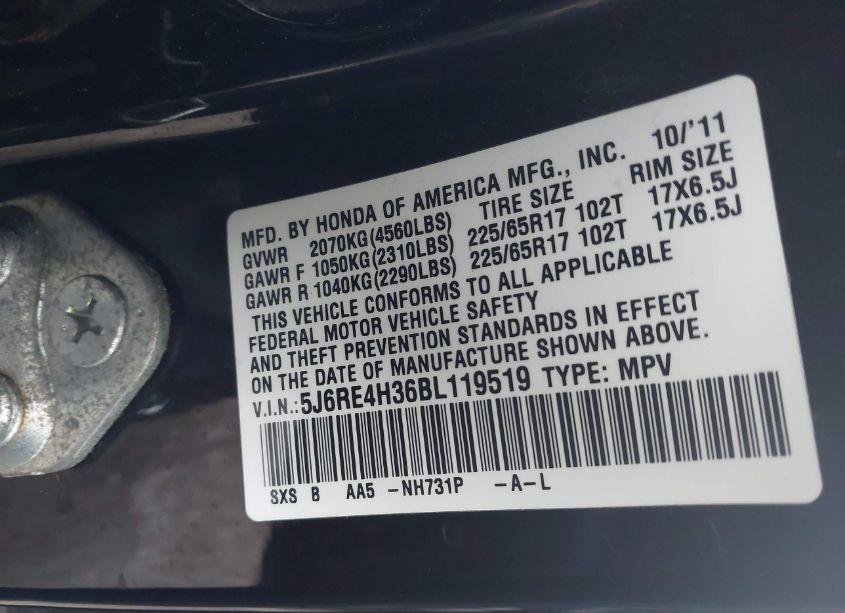 MFD. BY HONDA OF AMERICA MFG., INC. 10/'11
GVWR 2070KG(4560LBS) TIRE SIZE RIM SIZE
GAWR F 1050KG(2310LBS) 225/65R17 102T 17X6.5J
GAWR R 1040KG(2290LBS) 225/65R17 102T 17X6.5J
THIS VEHICLE CONFORMS TO ALL APPLICABLE
FEDERAL MOTOR VEHICLE SAFETY
AND THEFT PREVENTION STANDARDS IN EFFECT
ON THE DATE OF MANUFACTURE SHOWN ABOVE.
V.I.N.:5J6RE4H36BL119519 TYPE: MPV
SXS B AA5 -NH731P -A-L